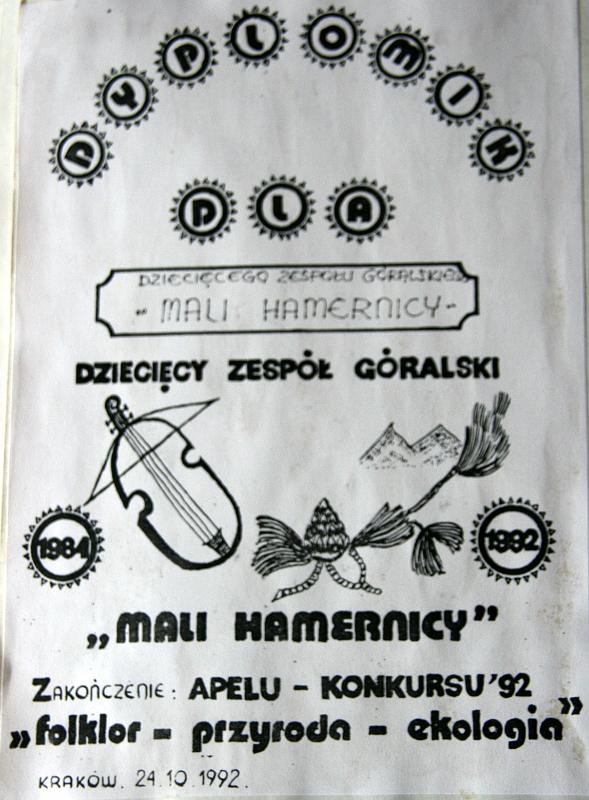 DYPLOMIK
DLA
DZIECIĘCEGO ZESPOŁU GÓRALSKIEGO
- MALI HAMERNICY -
DZIECIĘCY ZESPÓŁ GÓRALSKI
1984
1992
„MALI HAMERNICY”
ZAKOŃCZENIE: APELU - KONKURSU '92
„folklor - przyroda - ekologia”
KRAKÓW. 24.10.1992.